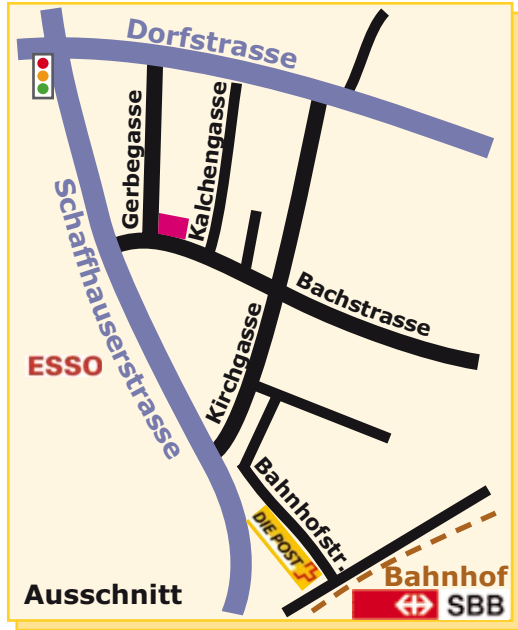 Dorfstrasse
Gerbegasse
Kalchengasse
Schaffhauserstrasse
Bachstrasse
Kirchgasse
ESSO
Bahnhofstr.
DIE POST
Bahnhof
Ausschnitt
SBB